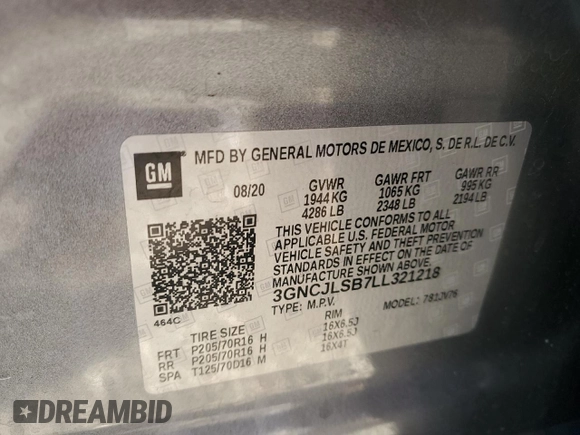 GM
MFD BY GENERAL MOTORS DE MEXICO, S. DE R.L. DE C.V.
08/20 GVWR GAWR FRT GAWR RR
1944 KG 1065 KG 995 KG
4286 LB 2348 LB 2194 LB
THIS VEHICLE CONFORMS TO ALL
APPLICABLE U.S. FEDERAL MOTOR
VEHICLE SAFETY AND THEFT PREVENTION
STANDARDS IN EFFECT ON THE DATE OF
MANUFACTURE SHOWN ABOVE.
3GNCJLSB7LL321218
TYPE: M.P.V. MODEL: 781JV76
464C
TIRE SIZE RIM
FRT P205/70R16 H 16X6.5J
RR P205/70R16 H 16X6.5J
SPA T125/70D16 M 16X4T
DREAMBID